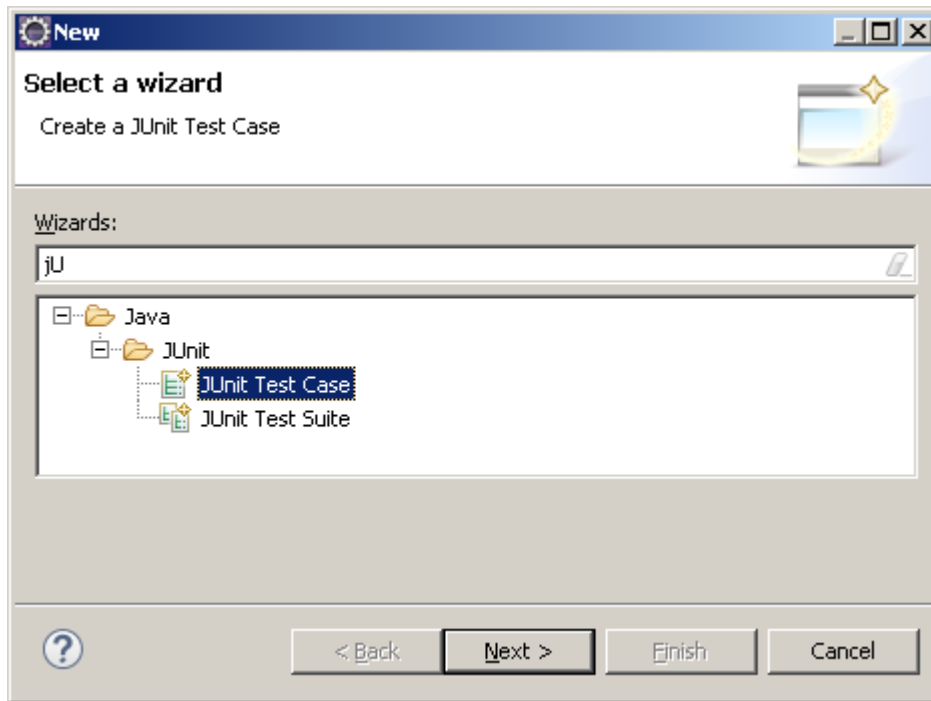 New
Select a wizard
Create a JUnit Test Case
Wizards:
jU
Java
JUnit
JUnit Test Case
JUnit Test Suite
?
< Back Next > Finish Cancel